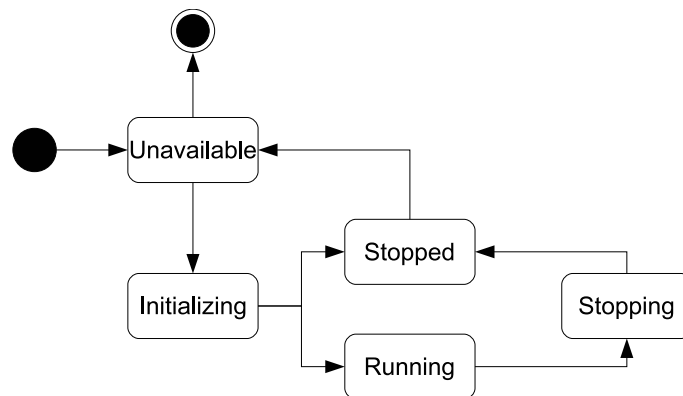 Unavailable
Stopped
Initializing
Stopping
Running